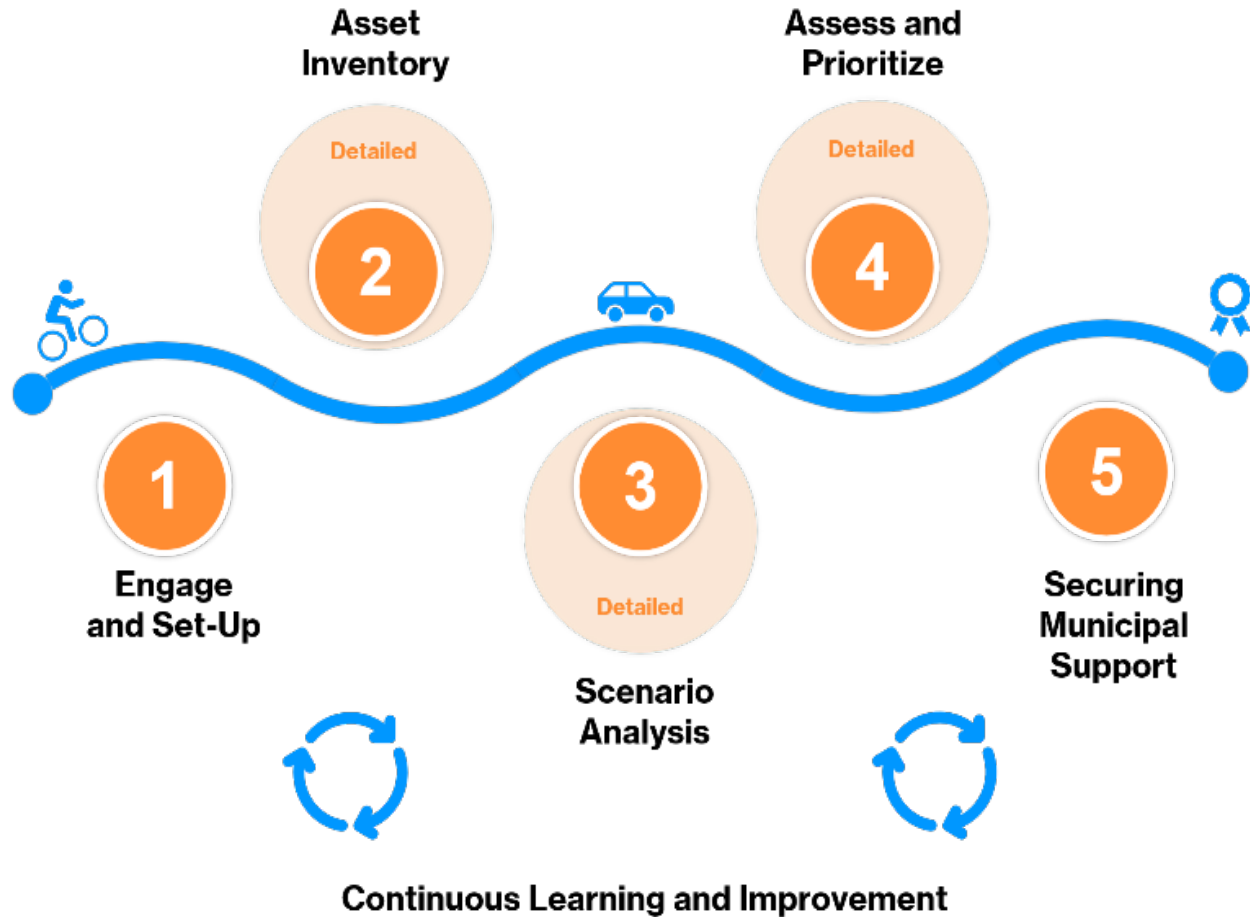 Asset
Inventory
Assess and
Prioritize
Detailed
Detailed
2
4
1
3
5
Engage
and Set-Up
Detailed
Securing
Municipal
Support
Scenario
Analysis
Continuous Learning and Improvement